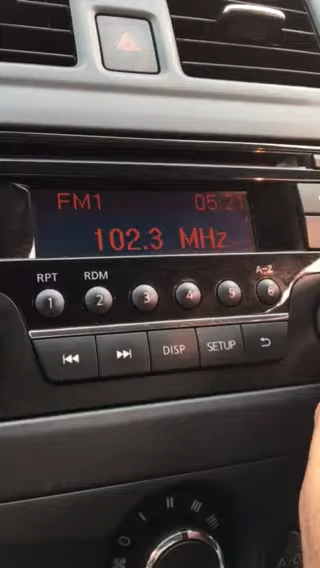 FM1 05:21
102.3 MHz
RPT RDM A-Z
1 2 3 4 5 6
DISP SETUP